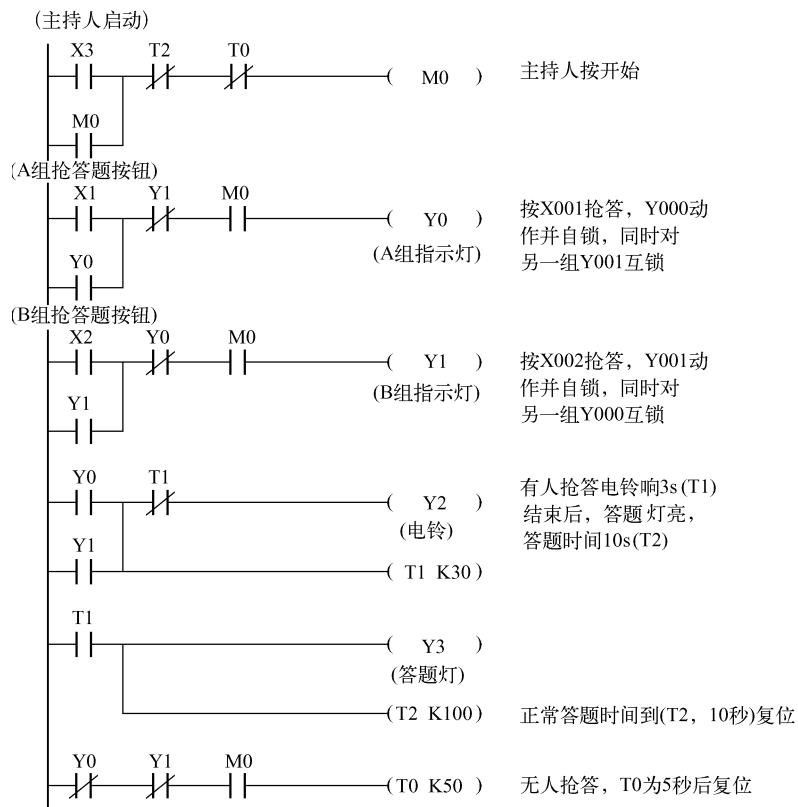 (主持人启动)
X3 T2 T0
( M0 ) 主持人按开始
M0
(A组抢答题按钮)
X1 Y1 M0
( Y0 )
(A组指示灯)
按X001抢答，Y000动
作并自锁，同时对
另一组Y001互锁
Y0
(B组抢答题按钮)
X2 Y0 M0
( Y1 )
(B组指示灯)
按X002抢答，Y001动
作并自锁，同时对
另一组Y000互锁
Y1
Y0 T1
( Y2 )
(电铃)
有人抢答电铃响3s(T1)
结束后，答题灯亮，
答题时间10s(T2)
Y1
( T1 K30 )
T1
( Y3 )
(答题灯)
(T2 K100) 正常答题时间到(T2，10秒)复位
Y0 Y1 M0
(T0 K50 ) 无人抢答，T0为5秒后复位